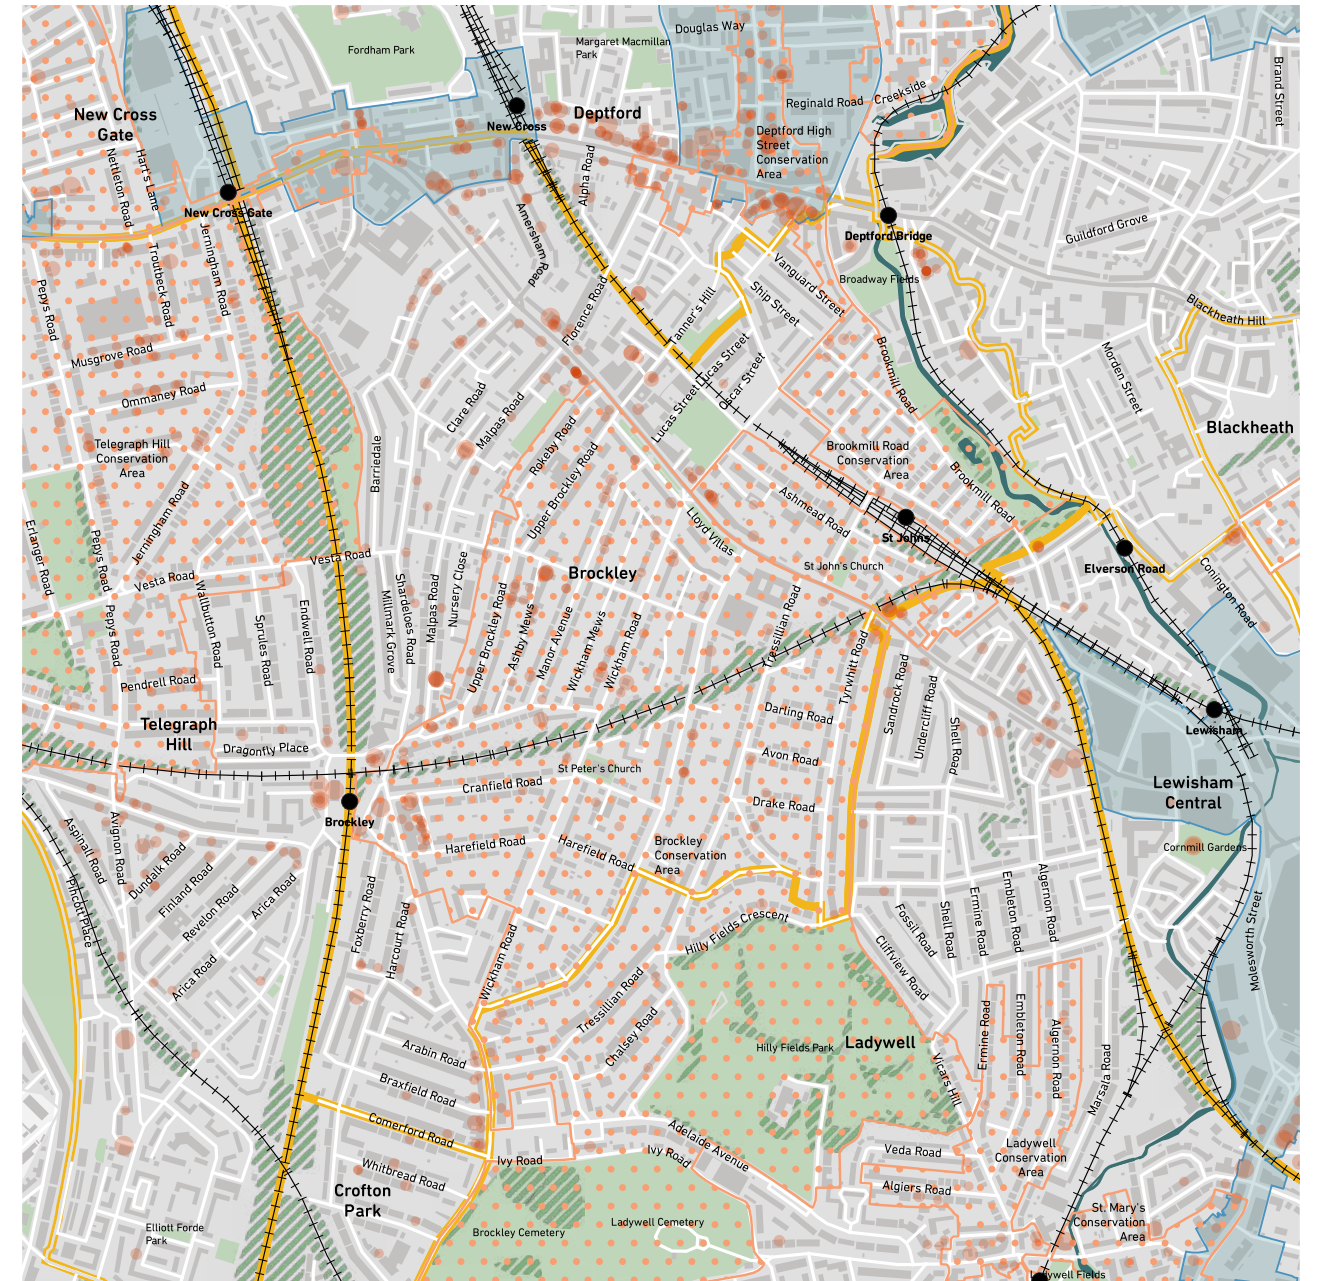 Douglas Way
Fordham Park
Margaret Macmillan
Park
Brand Street
Creekside
Reginald Road
New Cross
Gate
New Cross
Deptford
Deptford High
Street
Conservation
Area
Hart's Lane
Nettleton Road
Alpha Road
New Cross Gate
Deptford Bridge
Guildford Grove
Amersham Road
Jerningham Road
Troutbeck Road
Pepys Road
Vanguard Street
Ship Street
Broadway Fields
Tanner's Hill
Florence Road
Blackheath Hill
Musgrove Road
Lucas Street
Oscar Street
Brookmill Road
Morden Street
Ommaney Road
Clare Road
Malpas Road
Lucas Street
Blackheath
Telegraph Hill
Conservation
Area
Barriedale
Rokeby Road
Brookmill Road
Conservation
Area
Upper Brockley Road
Brookmill Road
Ashmead Road
Jerningham Road
Lloyd Villas
St Johns
Erlanger Road
Pepys Road
Vesta Road
Vesta Road
St John's Church
Elverson Road
Brockley
Conington Road
Wallbutton Road
Endwell Road
Sprules Road
Millmark Grove
Shardeloes Road
Malpas Road
Nursery Close
Upper Brockley Road
Ashby Mews
Manor Avenue
Wickham Mews
Wickham Road
Tressillian Road
Pepys Road
Tyrwhitt Road
Pendrell Road
Sandrock Road
Undercliff Road
Shell Road
Darling Road
Telegraph
Hill
Lewisham
Dragonfly Place
Avon Road
St Peter's Church
Cranfield Road
Lewisham
Central
Drake Road
Brockley
Aspinall Road
Avignon Road
Harefield Road
Harefield Road
Brockley
Conservation
Area
Cornmill Gardens
Dundalk Road
Finland Road
Revelon Road
Arica Road
Pincott Place
Foxberry Road
Harcourt Road
Hilly Fields Crescent
Fossil Road
Shell Road
Ermine Road
Embleton Road
Algernon Road
Molesworth Street
Wickham Road
Cliffview Road
Arica Road
Tressillian Road
Chalsey Road
Hilly Fields Park
Ladywell
Ermine Road
Embleton Road
Algernon Road
Arabin Road
Vicars Hill
Marsala Road
Braxfield Road
Comerford Road
Adelaide Avenue
Ivy Road
Ivy Road
Veda Road
Ladywell
Conservation
Area
Whitbread Road
Algiers Road
Crofton
Park
St. Mary's
Conservation
Area
Elliott Forde
Park
Brockley Cemetery
Ladywell Cemetery
Ladywell Fields